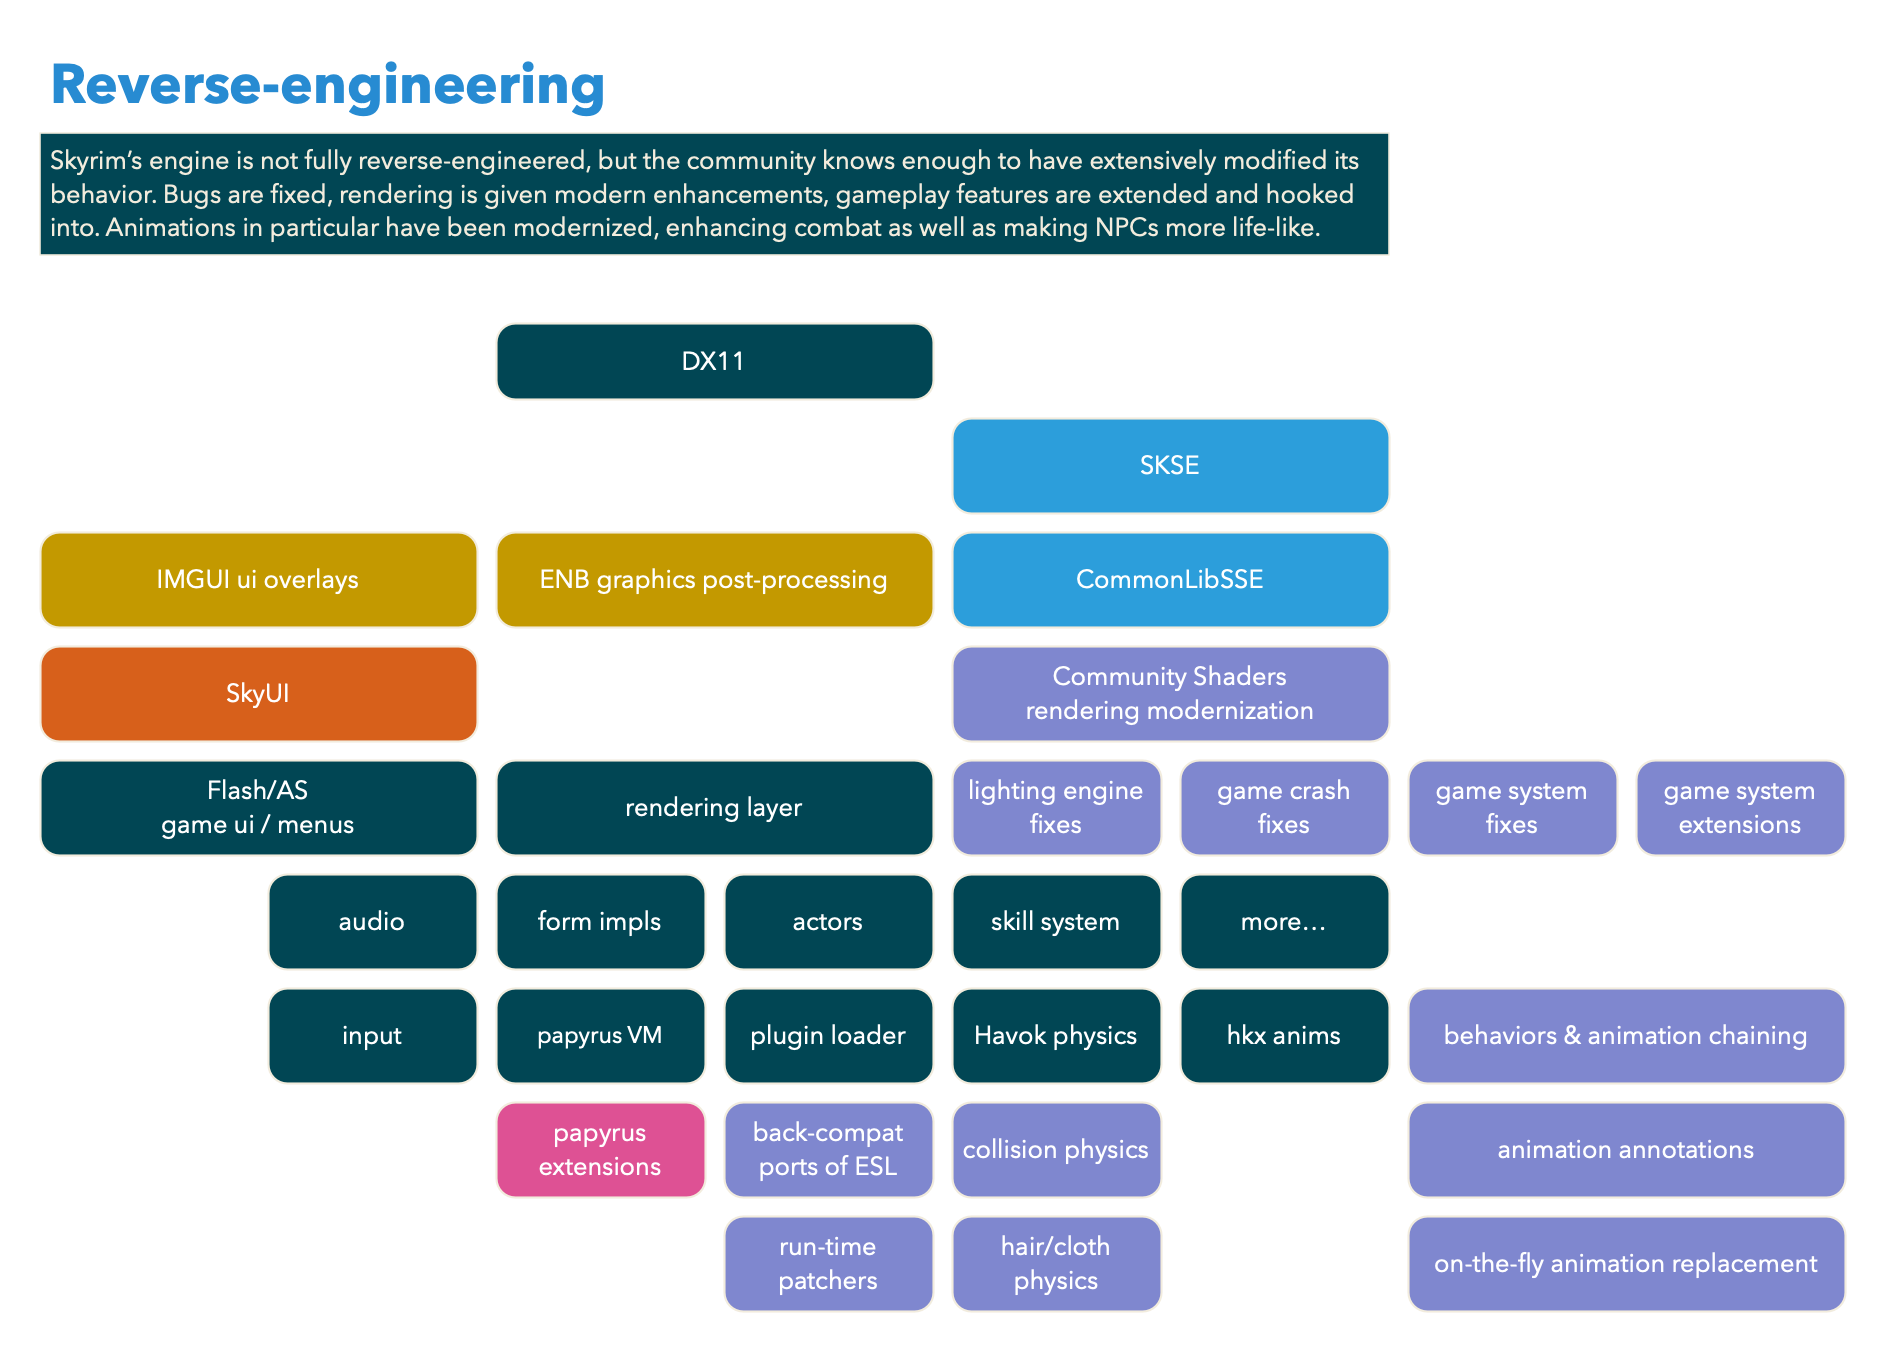 Reverse-engineering
Skyrim’s engine is not fully reverse-engineered, but the community knows enough to have extensively modified its
behavior. Bugs are fixed, rendering is given modern enhancements, gameplay features are extended and hooked
into. Animations in particular have been modernized, enhancing combat as well as making NPCs more life-like.
DX11
SKSE
IMGUI ui overlays
ENB graphics post-processing
CommonLibSSE
SkyUI
Community Shaders
rendering modernization
Flash/AS
game ui / menus
rendering layer
lighting engine
fixes
game crash
fixes
game system
fixes
game system
extensions
audio
form impls
actors
skill system
more…
input
papyrus VM
plugin loader
Havok physics
hkx anims
behaviors & animation chaining
papyrus
extensions
back-compat
ports of ESL
collision physics
animation annotations
run-time
patchers
hair/cloth
physics
on-the-fly animation replacement